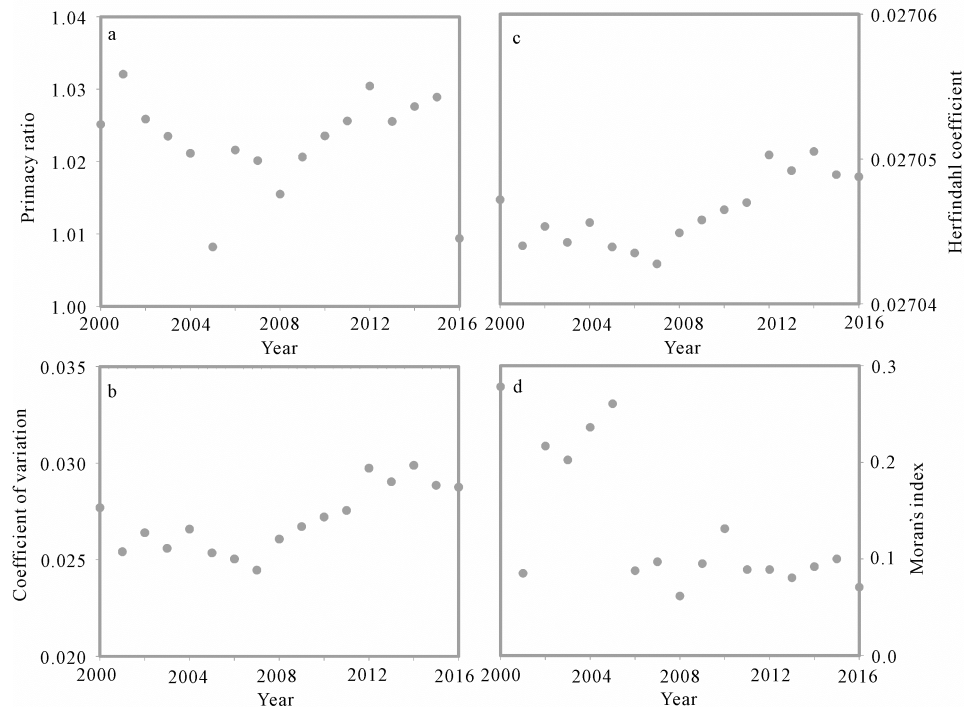 1.04
1.03
1.02
1.01
1.00
Primacy ratio
a
2000 2004 2008 2012 2016
Year
0.02706
0.02705
0.02704
Herfindahl coefficient
c
2000 2004 2008 2012 2016
Year
0.035
0.030
0.025
0.020
Coefficient of variation
b
2000 2004 2008 2012 2016
Year
0.3
0.2
0.1
0.0
Moran's index
d
2000 2004 2008 2012 2016
Year